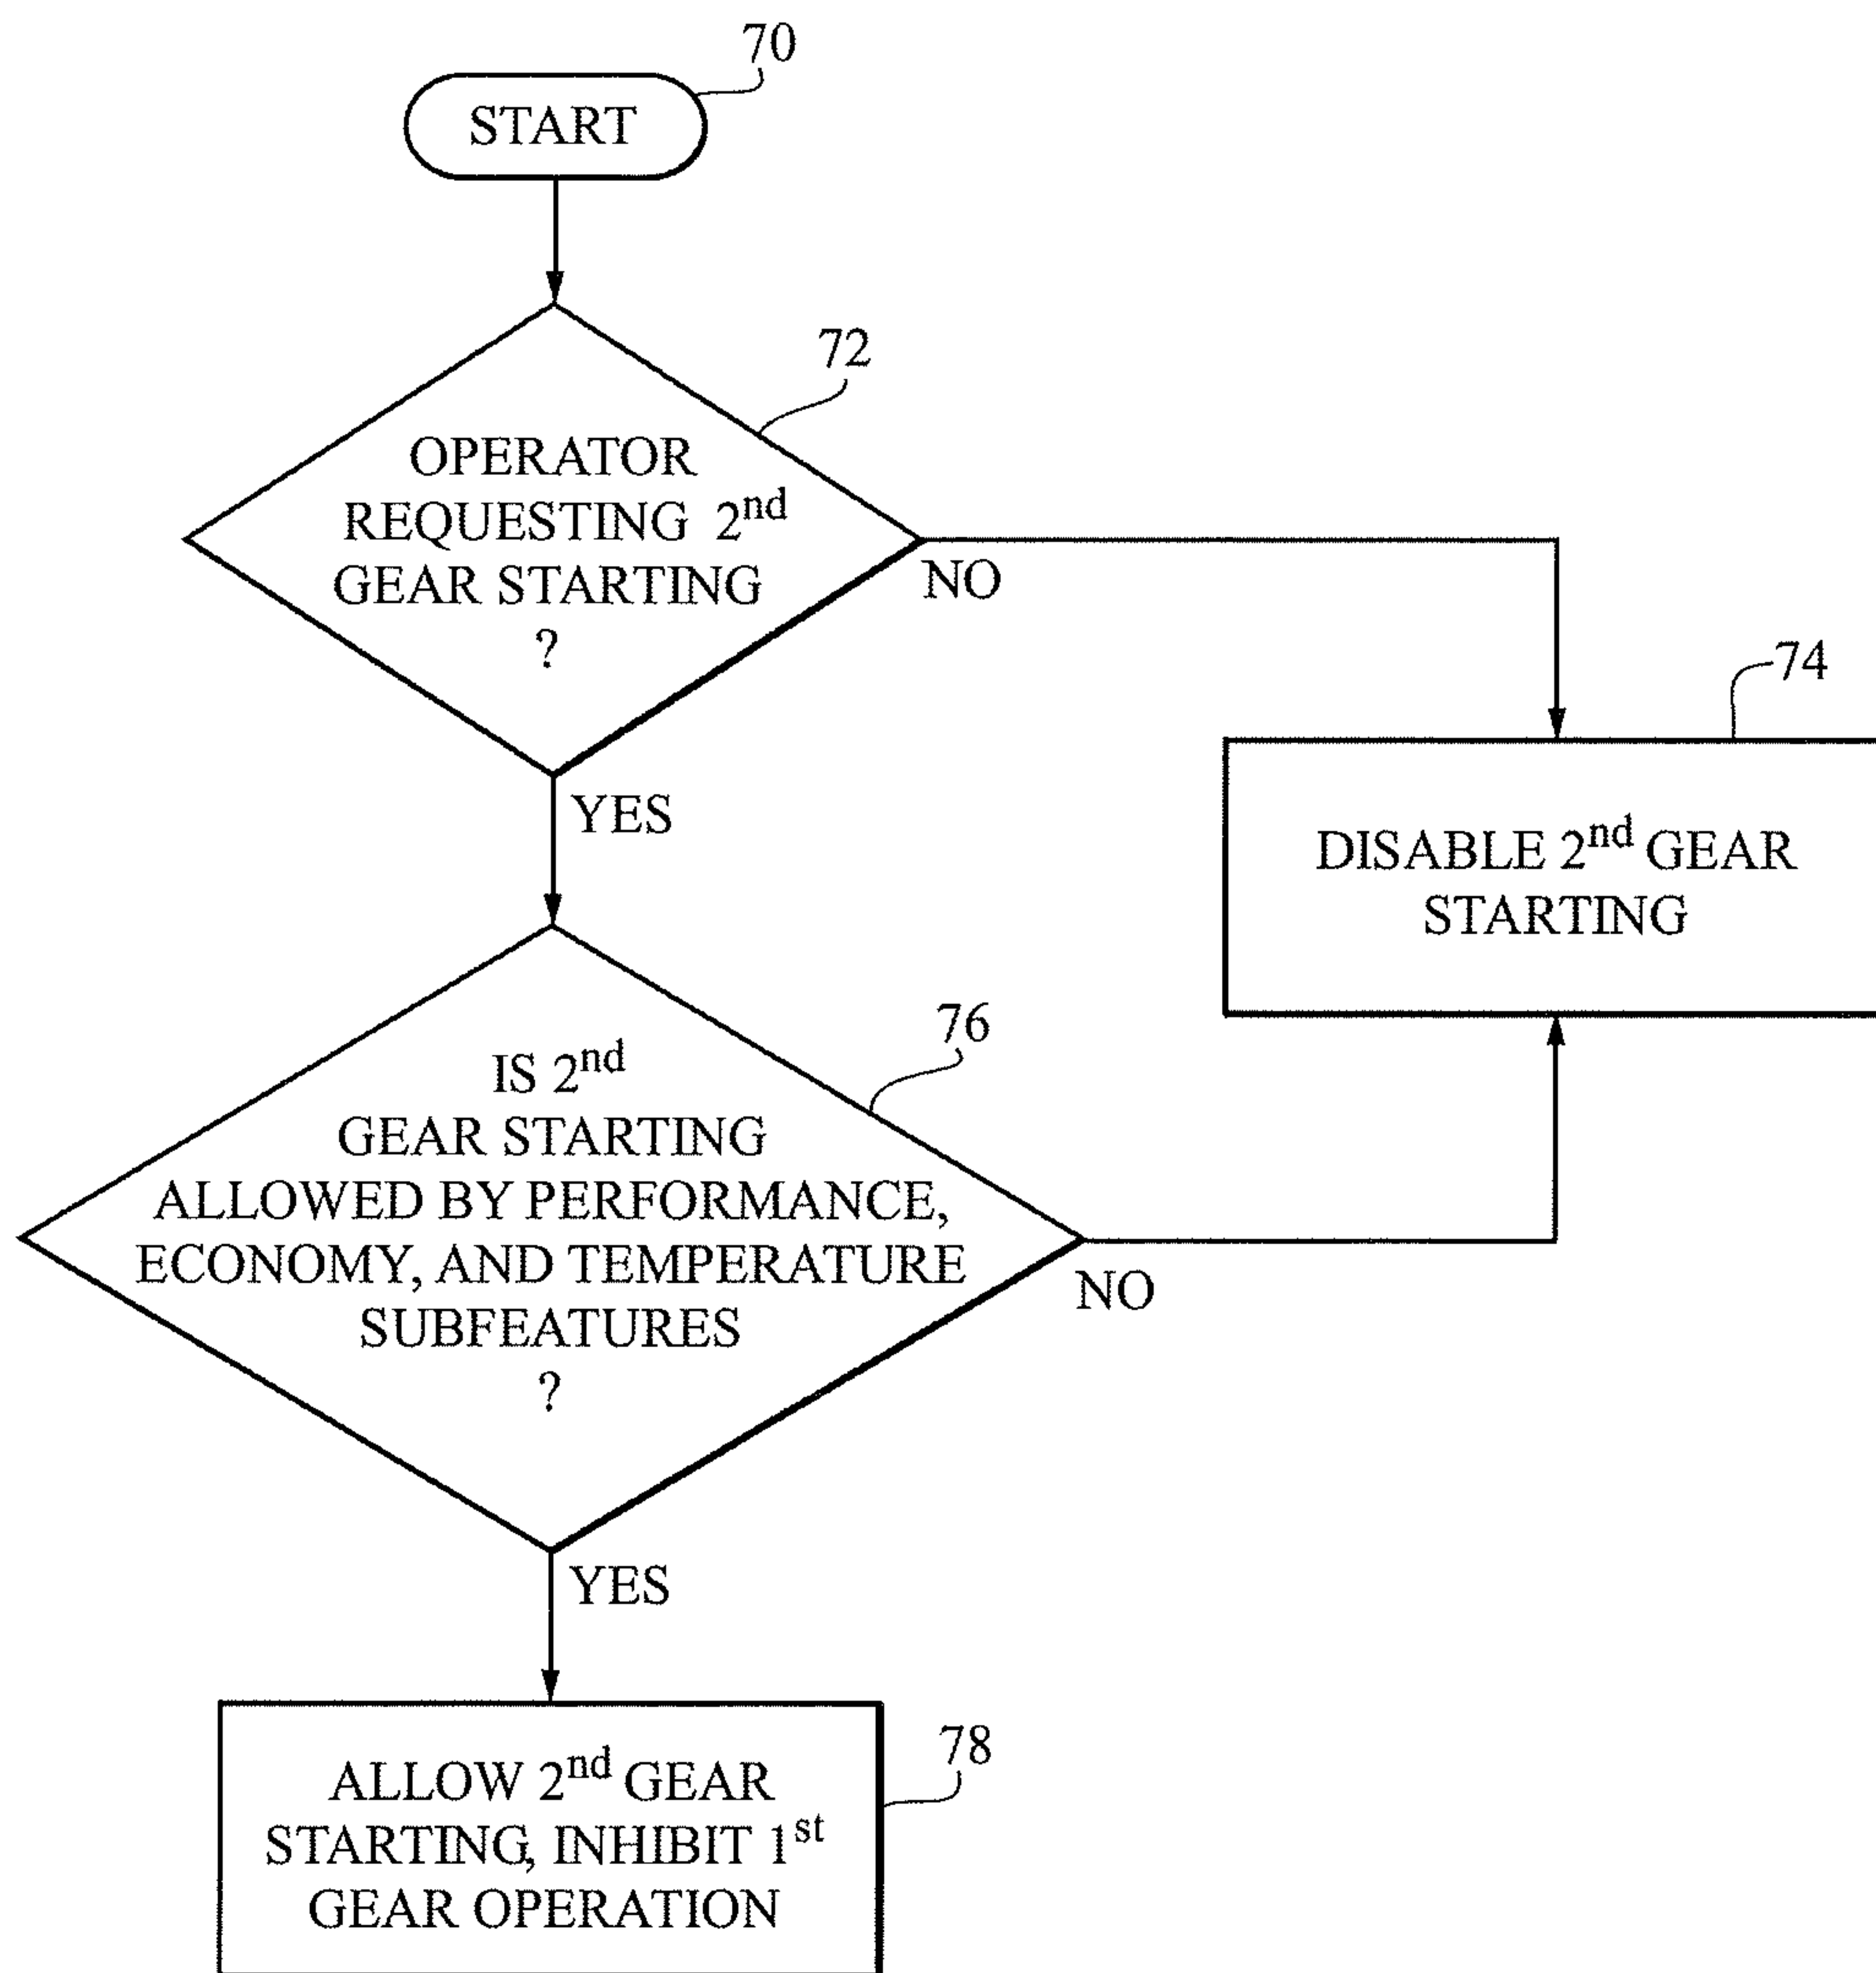 70
START
72
OPERATOR
REQUESTING 2nd
GEAR STARTING
?
NO
YES
74
DISABLE 2nd GEAR
STARTING
76
IS 2nd
GEAR STARTING
ALLOWED BY PERFORMANCE,
ECONOMY, AND TEMPERATURE
SUBFEATURES
?
NO
YES
78
ALLOW 2nd GEAR
STARTING, INHIBIT 1st
GEAR OPERATION